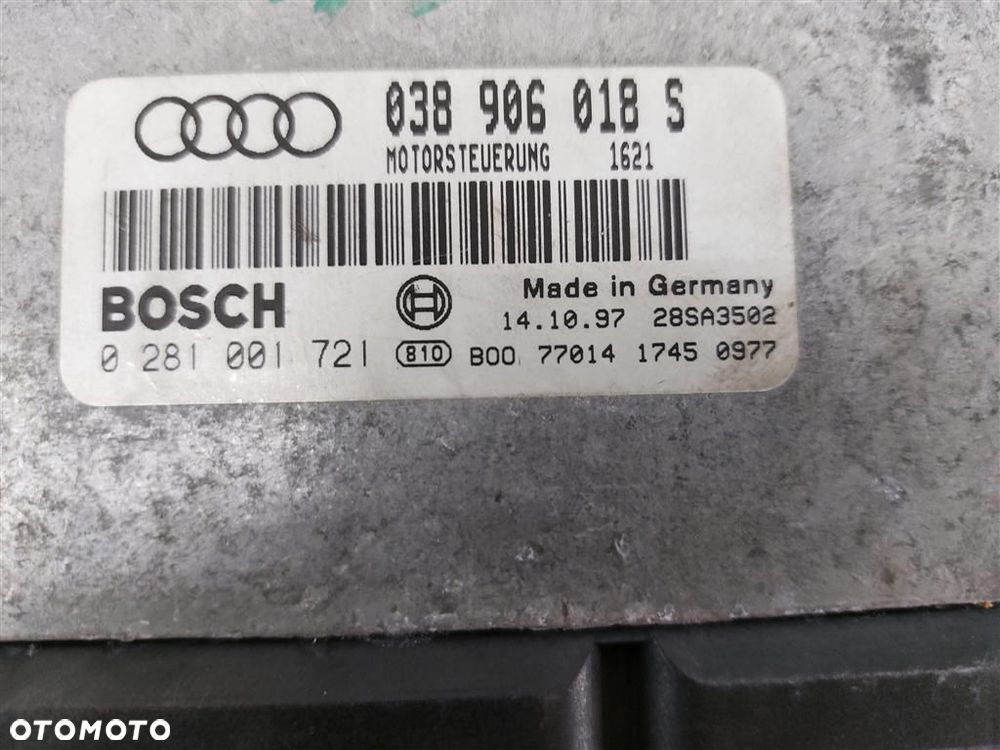 038 906 018 S
MOTORSTEUERUNG 1621
BOSCH
Made in Germany
14.10.97 28SA3502
0 281 001 721 810 B00 77014 1745 0977
OTOMOTO